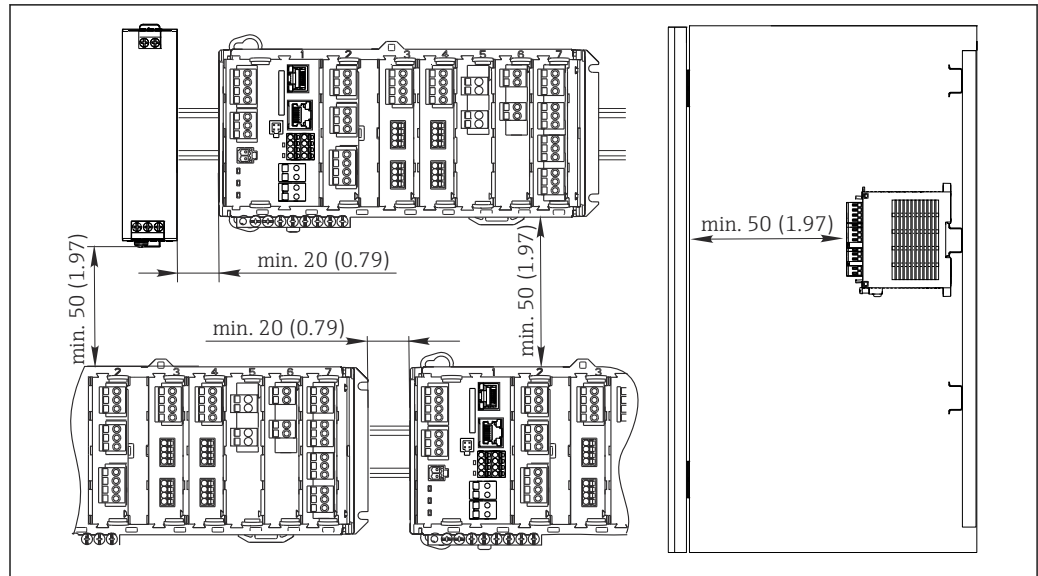 1 2 3 4 5 6 7
min. 50 (1.97)
min. 20 (0.79)
min. 50 (1.97)
min. 50 (1.97)
min. 20 (0.79)
2 3 4 5 6 7
1 2 3